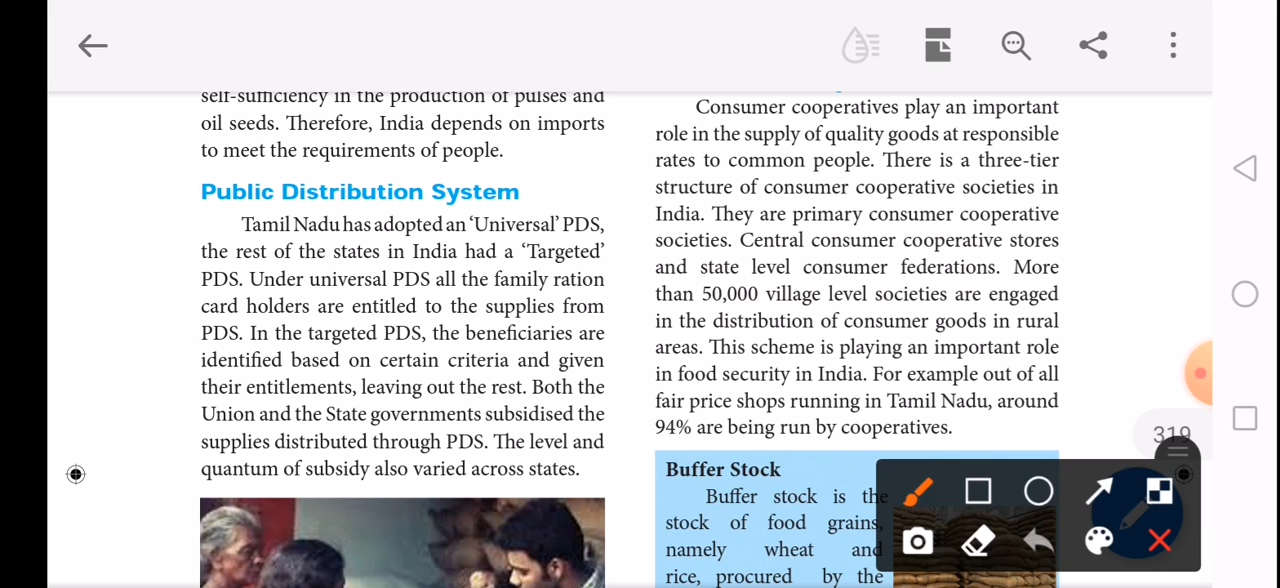 self-sufficiency in the production of pulses and
oil seeds. Therefore, India depends on imports
to meet the requirements of people.
Public Distribution System
Tamil Nadu has adopted an ‘Universal’ PDS,
the rest of the states in India had a ‘Targeted’
PDS. Under universal PDS all the family ration
card holders are entitled to the supplies from
PDS. In the targeted PDS, the beneficiaries are
identified based on certain criteria and given
their entitlements, leaving out the rest. Both the
Union and the State governments subsidised the
supplies distributed through PDS. The level and
quantum of subsidy also varied across states.
Consumer cooperatives play an important
role in the supply of quality goods at responsible
rates to common people. There is a three-tier
structure of consumer cooperative societies in
India. They are primary consumer cooperative
societies. Central consumer cooperative stores
and state level consumer federations. More
than 50,000 village level societies are engaged
in the distribution of consumer goods in rural
areas. This scheme is playing an important role
in food security in India. For example out of all
fair price shops running in Tamil Nadu, around
94% are being run by cooperatives.
Buffer Stock
Buffer stock is the
stock of food grains,
namely wheat and
rice, procured by the
319